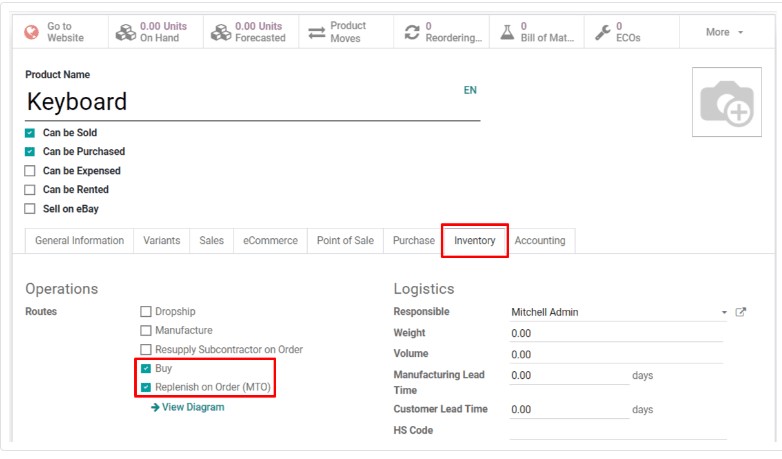 Go to Website
0.00 Units On Hand
0.00 Units Forecasted
Product Moves
0 Reordering...
0 Bill of Mat...
0 ECOs
More
Product Name
Keyboard
EN
Can be Sold
Can be Purchased
Can be Expensed
Can be Rented
Sell on eBay
General Information Variants Sales eCommerce Point of Sale Purchase Inventory Accounting
Operations
Routes
Dropship
Manufacture
Resupply Subcontractor on Order
Buy
Replenish on Order (MTO)
View Diagram
Logistics
Responsible Mitchell Admin
Weight 0.00
Volume 0.00
Manufacturing Lead Time 0.00 days
Customer Lead Time 0.00 days
HS Code